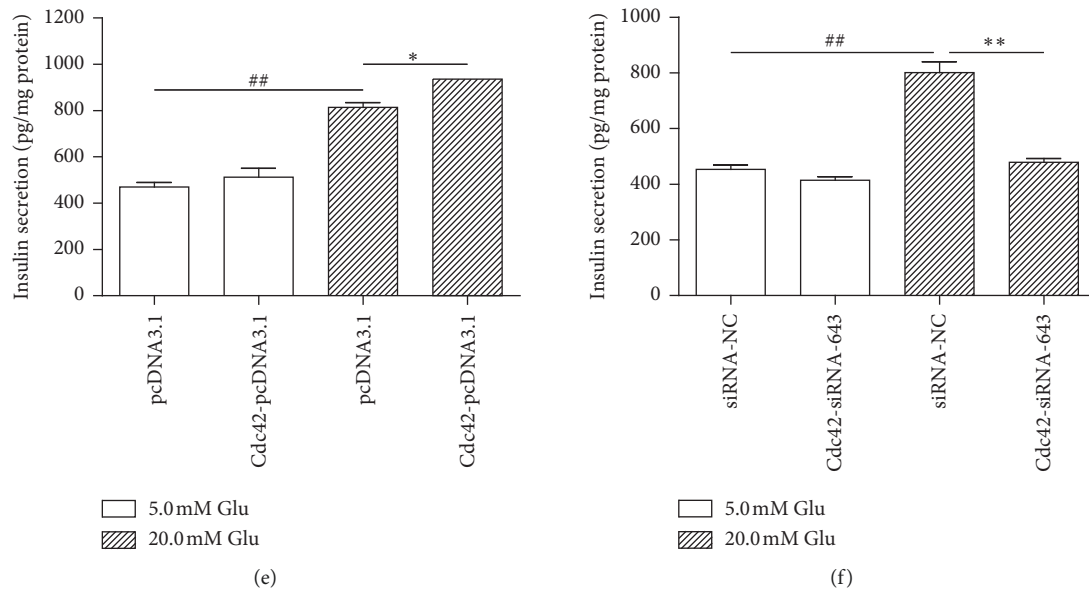 Insulin secretion (pg/mg protein)
1200
1000
800
600
400
200
0
##
*
pcDNA3.1
Cdc42-pcDNA3.1
pcDNA3.1
Cdc42-pcDNA3.1
5.0 mM Glu
20.0 mM Glu
(e)
Insulin secretion (pg/mg protein)
1000
800
600
400
200
0
##
**
siRNA-NC
Cdc42-siRNA-643
siRNA-NC
Cdc42-siRNA-643
5.0 mM Glu
20.0 mM Glu
(f)